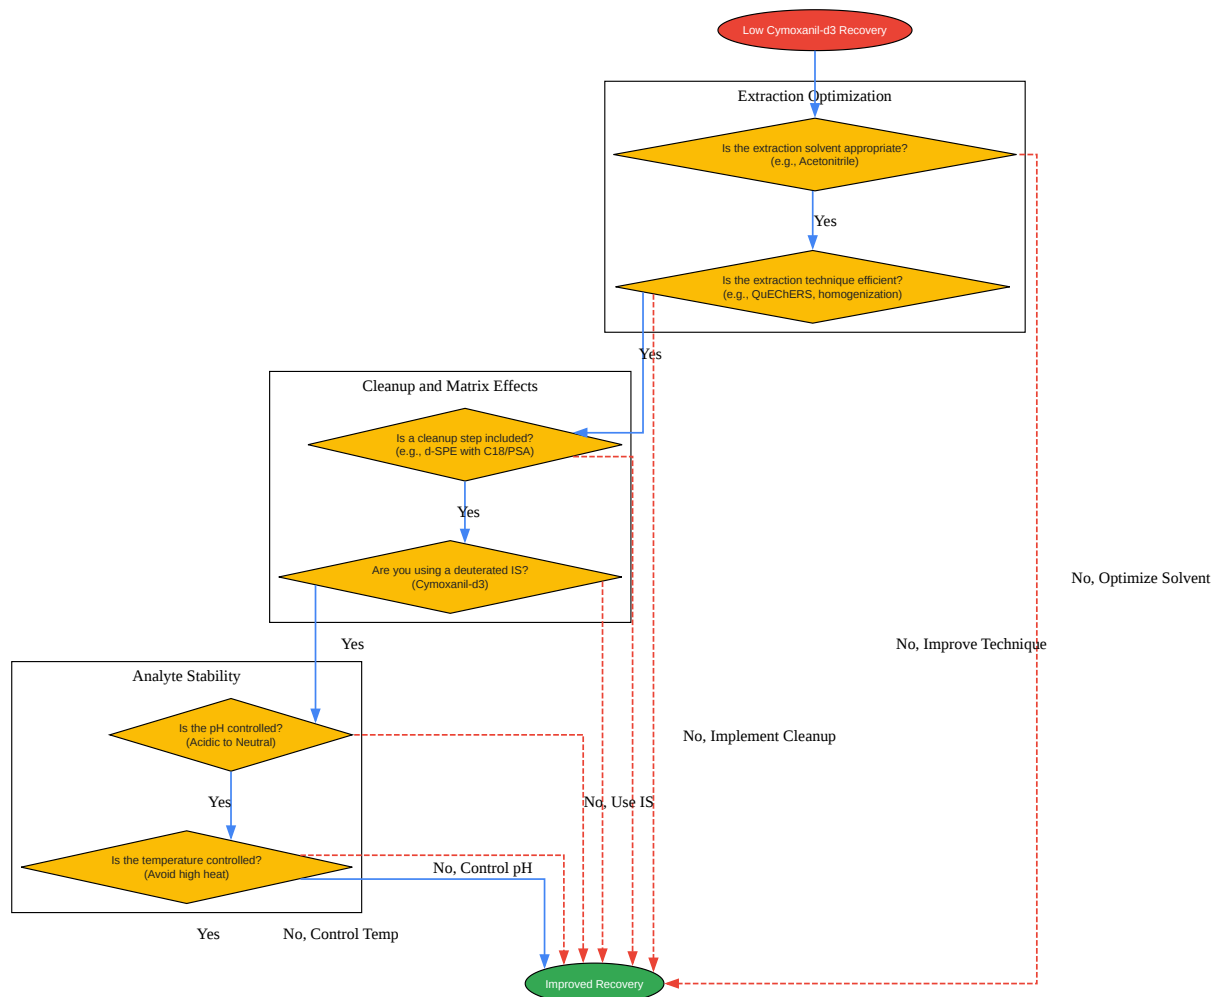 Low Cymoxanil-d3 Recovery
Extraction Optimization
Is the extraction solvent appropriate?
(e.g., Acetonitrile)
Yes
Is the extraction technique efficient?
(e.g., QuEChERS, homogenization)
Yes
Cleanup and Matrix Effects
Is a cleanup step included?
(e.g., d-SPE with C18/PSA)
Yes
Are you using a deuterated IS?
(Cymoxanil-d3)
No, Optimize Solvent
Yes
No, Improve Technique
Analyte Stability
Is the pH controlled?
(Acidic to Neutral)
No, Implement Cleanup
Yes
No, Use IS
Is the temperature controlled?
(Avoid high heat)
No, Control pH
Yes
No, Control Temp
Improved Recovery